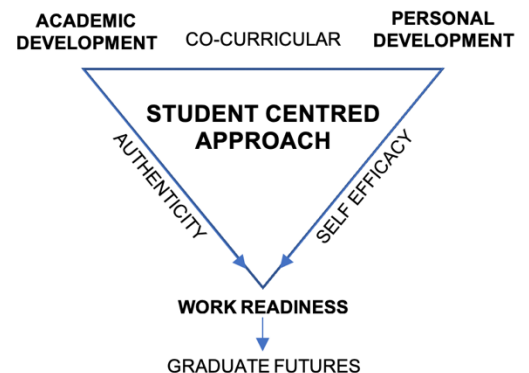 ACADEMIC
DEVELOPMENT
CO-CURRICULAR
PERSONAL
DEVELOPMENT
STUDENT CENTRED
APPROACH
AUTHENTICITY
SELF EFFICACY
WORK READINESS
GRADUATE FUTURES